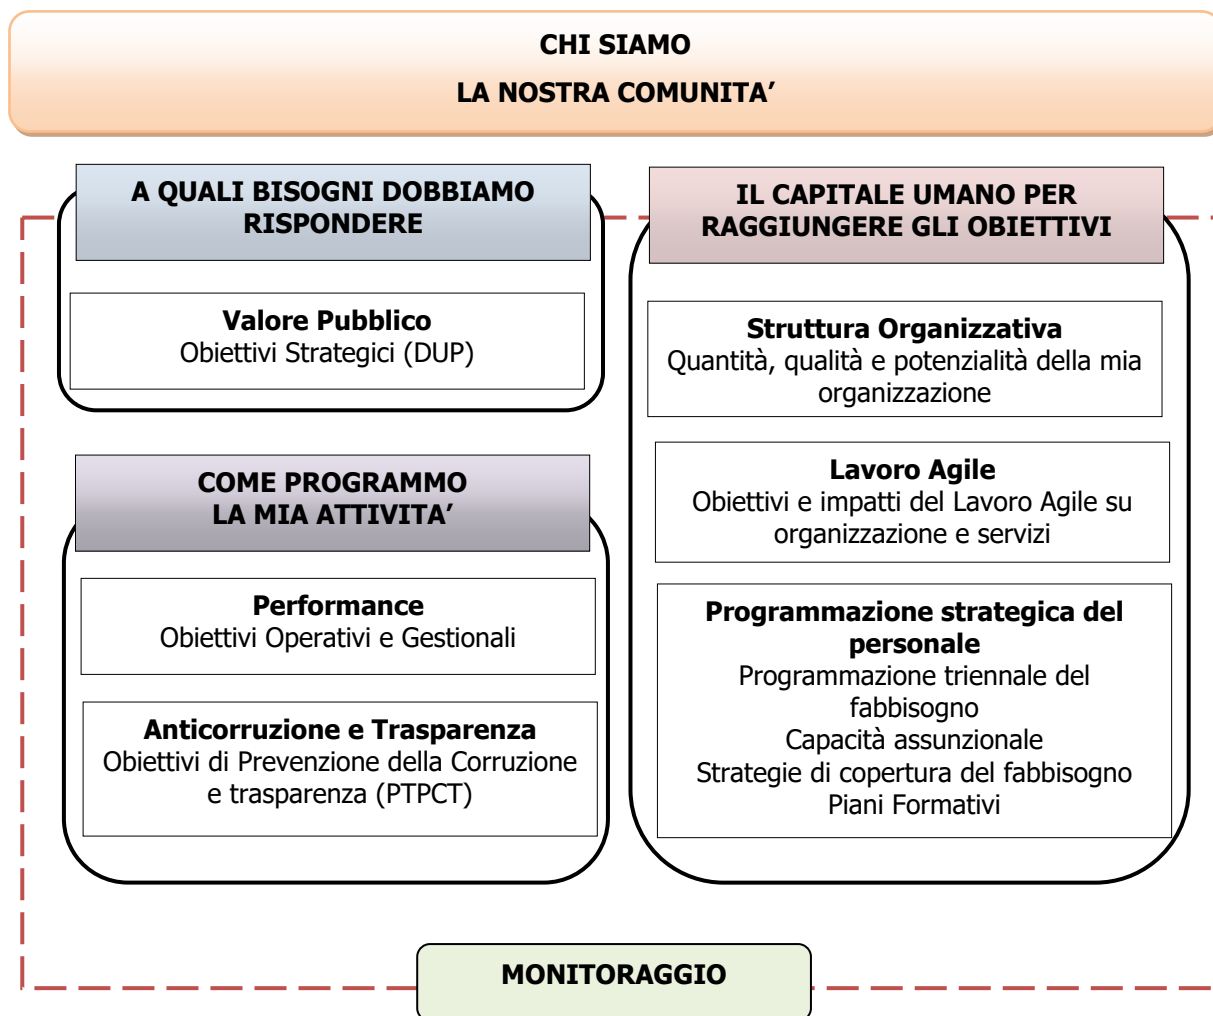 CHI SIAMO
LA NOSTRA COMUNITA’
A QUALI BISOGNI DOBBIAMO
RISPONDERE
Valore Pubblico
Obiettivi Strategici (DUP)
COME PROGRAMMO
LA MIA ATTIVITA’
Performance
Obiettivi Operativi e Gestionali
Anticorruzione e Trasparenza
Obiettivi di Prevenzione della Corruzione
e trasparenza (PTPCT)
IL CAPITALE UMANO PER
RAGGIUNGERE GLI OBIETTIVI
Struttura Organizzativa
Quantità, qualità e potenzialità della mia
organizzazione
Lavoro Agile
Obiettivi e impatti del Lavoro Agile su
organizzazione e servizi
Programmazione strategica del
personale
Programmazione triennale del
fabbisogno
Capacità assunzionale
Strategie di copertura del fabbisogno
Piani Formativi
MONITORAGGIO